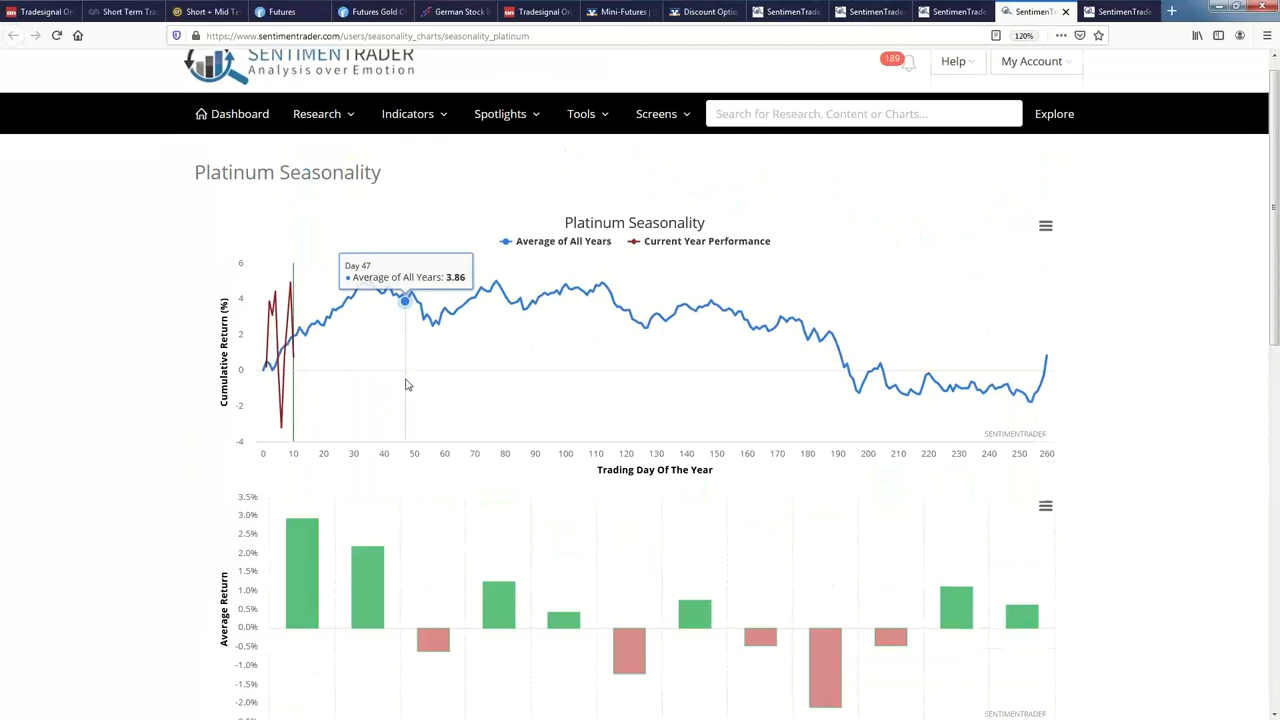 Tradesignal On
Short Term Tra
Short + Mid Te
Futures
Futures Gold C
German Stock I
Tradesignal On
Mini-Futures |
Discount Optio
SentimenTrade
SentimenTrade
SentimenTrade
SentimenT
SentimenTrade
https://www.sentimentrader.com/users/seasonality_charts/seasonality_platinum
120%
SENTIMENTRADER
Analysis over Emotion
189
Help
My Account
Dashboard
Research
Indicators
Spotlights
Tools
Screens
Search for Research, Content or Charts...
Explore
Platinum Seasonality
Platinum Seasonality
Average of All Years
Current Year Performance
Day 47
Average of All Years: 3.86
Cumulative Return (%)
6
4
2
0
-2
-4
SENTIMENTRADER
0 10 20 30 40 50 60 70 80 90 100 110 120 130 140 150 160 170 180 190 200 210 220 230 240 250 260
Trading Day Of The Year
Average Return
3.5%
3.0%
2.5%
2.0%
1.5%
1.0%
0.5%
0.0%
-0.5%
-1.0%
-1.5%
-2.0%
SENTIMENTRADER